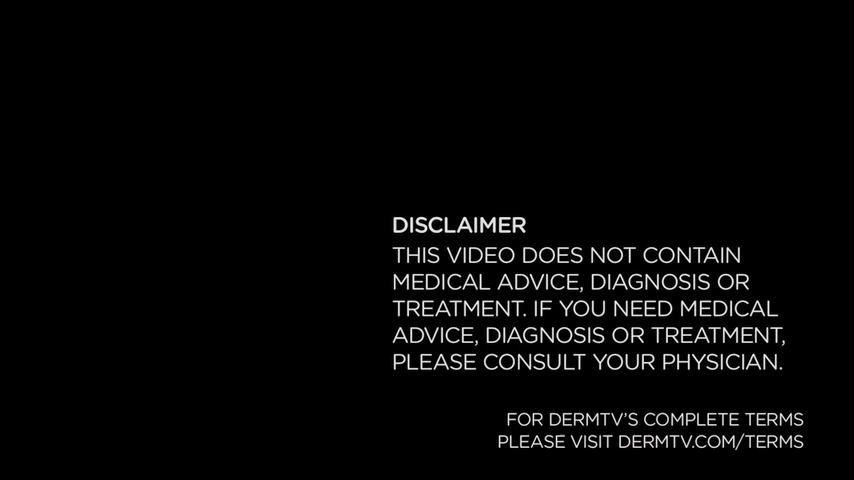 DISCLAIMER
THIS VIDEO DOES NOT CONTAIN
MEDICAL ADVICE, DIAGNOSIS OR
TREATMENT. IF YOU NEED MEDICAL
ADVICE, DIAGNOSIS OR TREATMENT,
PLEASE CONSULT YOUR PHYSICIAN.
FOR DERMTV'S COMPLETE TERMS
PLEASE VISIT DERMTV.COM/TERMS